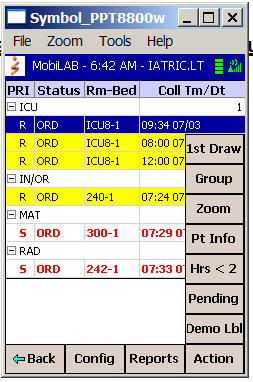 Symbol_PPT8800w
File Zoom Tools Help
MobiLAB - 6:42 AM - IATRIC.LT
PRI Status Rm-Bed Coll Tm/Dt
ICU 1
R ORD ICU8-1 09:34 07/03
R ORD ICU8-1 08:00 07
R ORD ICU8-1 12:00 07
IN/OR
R ORD 240-1 07:24 07
MAT
S ORD 300-1 07:29 0
RAD
S ORD 242-1 07:33 0
1st Draw
Group
Zoom
Pt Info
Hrs < 2
Pending
Demo Lbl
Back Config Reports Action